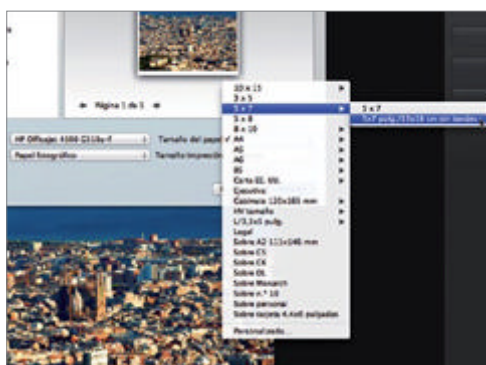 Página 1 de 1
10 x 15
3 x 5
5 x 7
5 x 7
5x7 pulg./13x18 cm sin bordes
5 x 8
8 x 10
HP Officejet 4500
Tamaño del papel
A4
A5
Papel fotográfico
Tamaño impresión
A6
B5
Carta EE. UU.
Ejecutivo
Catálogo 120x165 mm
HV tamaño
L/3,5x5 pulg.
Legal
Sobre A2 111x146 mm
Sobre C5
Sobre C6
Sobre DL
Sobre Monarch
Sobre n.º 10
Sobre personal
Sobre tarjeta 4.4x6 pulgadas
Personalizado...